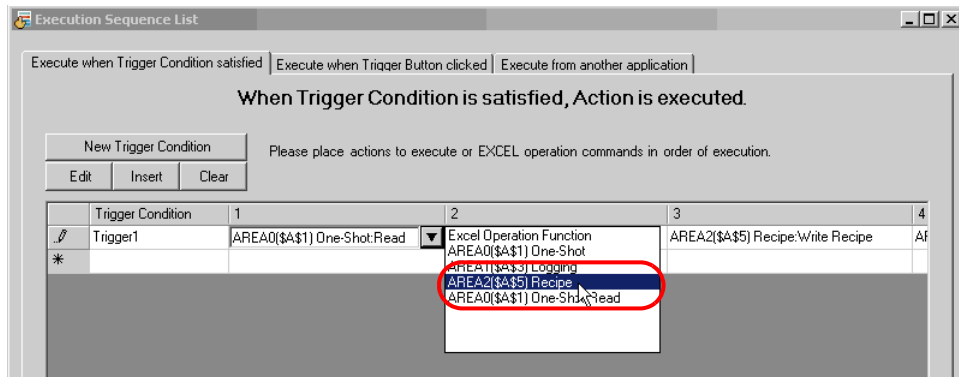 Execution Sequence List
Execute when Trigger Condition satisfied Execute when Trigger Button clicked Execute from another application
When Trigger Condition is satisfied, Action is executed.
New Trigger Condition
Please place actions to execute or EXCEL operation commands in order of execution.
Edit Insert Clear
Trigger Condition 1 2 3 4
Trigger1 AREA0($A$1) One-Shot:Read Excel Operation Function AREA2($A$5) Recipe:Write Recipe
AREA0($A$1) One-Shot
AREA1($A$3) Logging
AREA2($A$5) Recipe
AREA0($A$1) One-Shot:Read